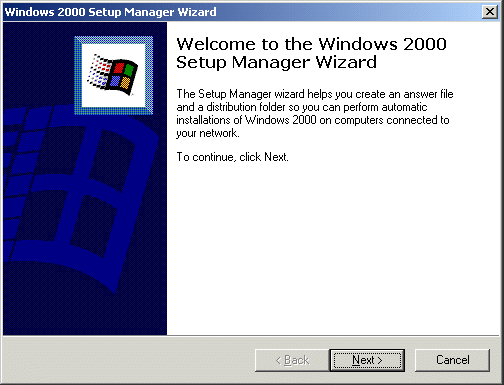 Windows 2000 Setup Manager Wizard
Welcome to the Windows 2000
Setup Manager Wizard
The Setup Manager wizard helps you create an answer file
and a distribution folder so you can perform automatic
installations of Windows 2000 on computers connected to
your network.
To continue, click Next.
< Back
Next >
Cancel